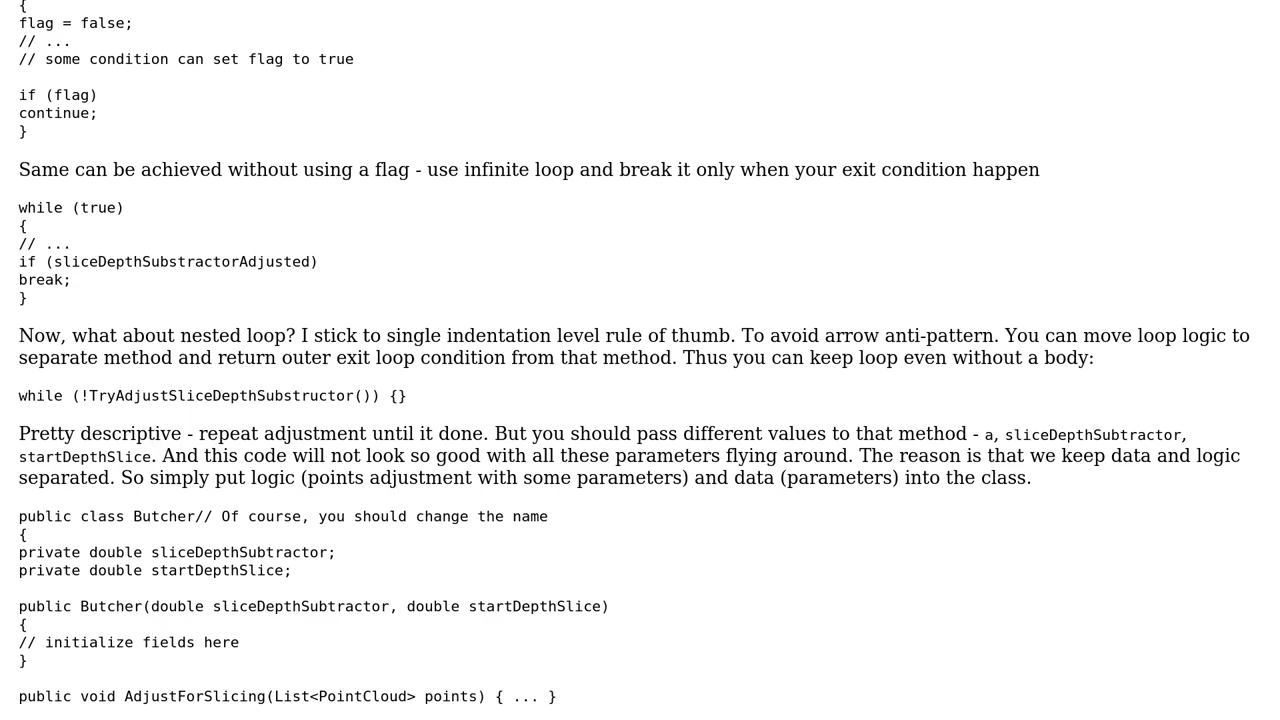 {
flag = false;
// ...
// some condition can set flag to true
if (flag)
continue;
}
Same can be achieved without using a flag - use infinite loop and break it only when your exit condition happen
while (true)
{
// ...
if (sliceDepthSubstractorAdjusted)
break;
}
Now, what about nested loop? I stick to single indentation level rule of thumb. To avoid arrow anti-pattern. You can move loop logic to
separate method and return outer exit loop condition from that method. Thus you can keep loop even without a body:
while (!TryAdjustSliceDepthSubstructor()) {}
Pretty descriptive - repeat adjustment until it done. But you should pass different values to that method - a, sliceDepthSubtractor,
startDepthSlice. And this code will not look so good with all these parameters flying around. The reason is that we keep data and logic
separated. So simply put logic (points adjustment with some parameters) and data (parameters) into the class.
public class Butcher// Of course, you should change the name
{
private double sliceDepthSubtractor;
private double startDepthSlice;
public Butcher(double sliceDepthSubtractor, double startDepthSlice)
{
// initialize fields here
}
public void AdjustForSlicing(List<PointCloud> points) { ... }